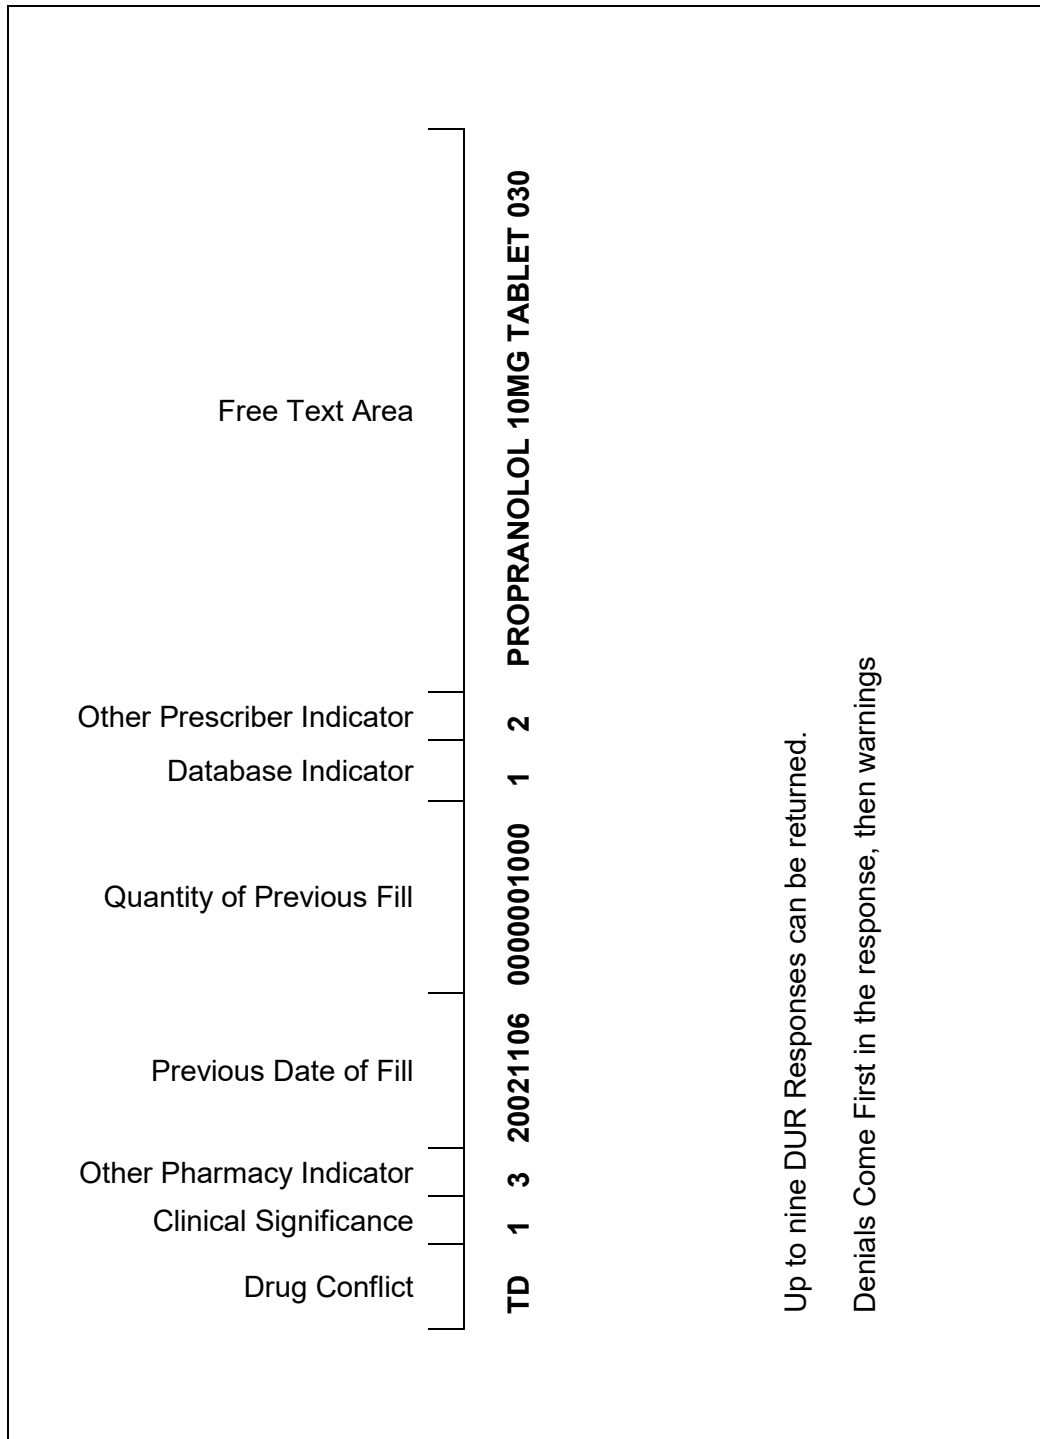 Free Text Area
Other Prescriber Indicator
Database Indicator
Quantity of Previous Fill
Previous Date of Fill
Other Pharmacy Indicator
Clinical Significance
Drug Conflict
TD 1 3 20021106 0000001000 1 2 PROPRANOLOL 10MG TABLET 030
Up to nine DUR Responses can be returned.
Denials Come First in the response, then warnings